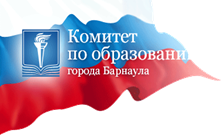 Комитет
по образовани
города Барнаула